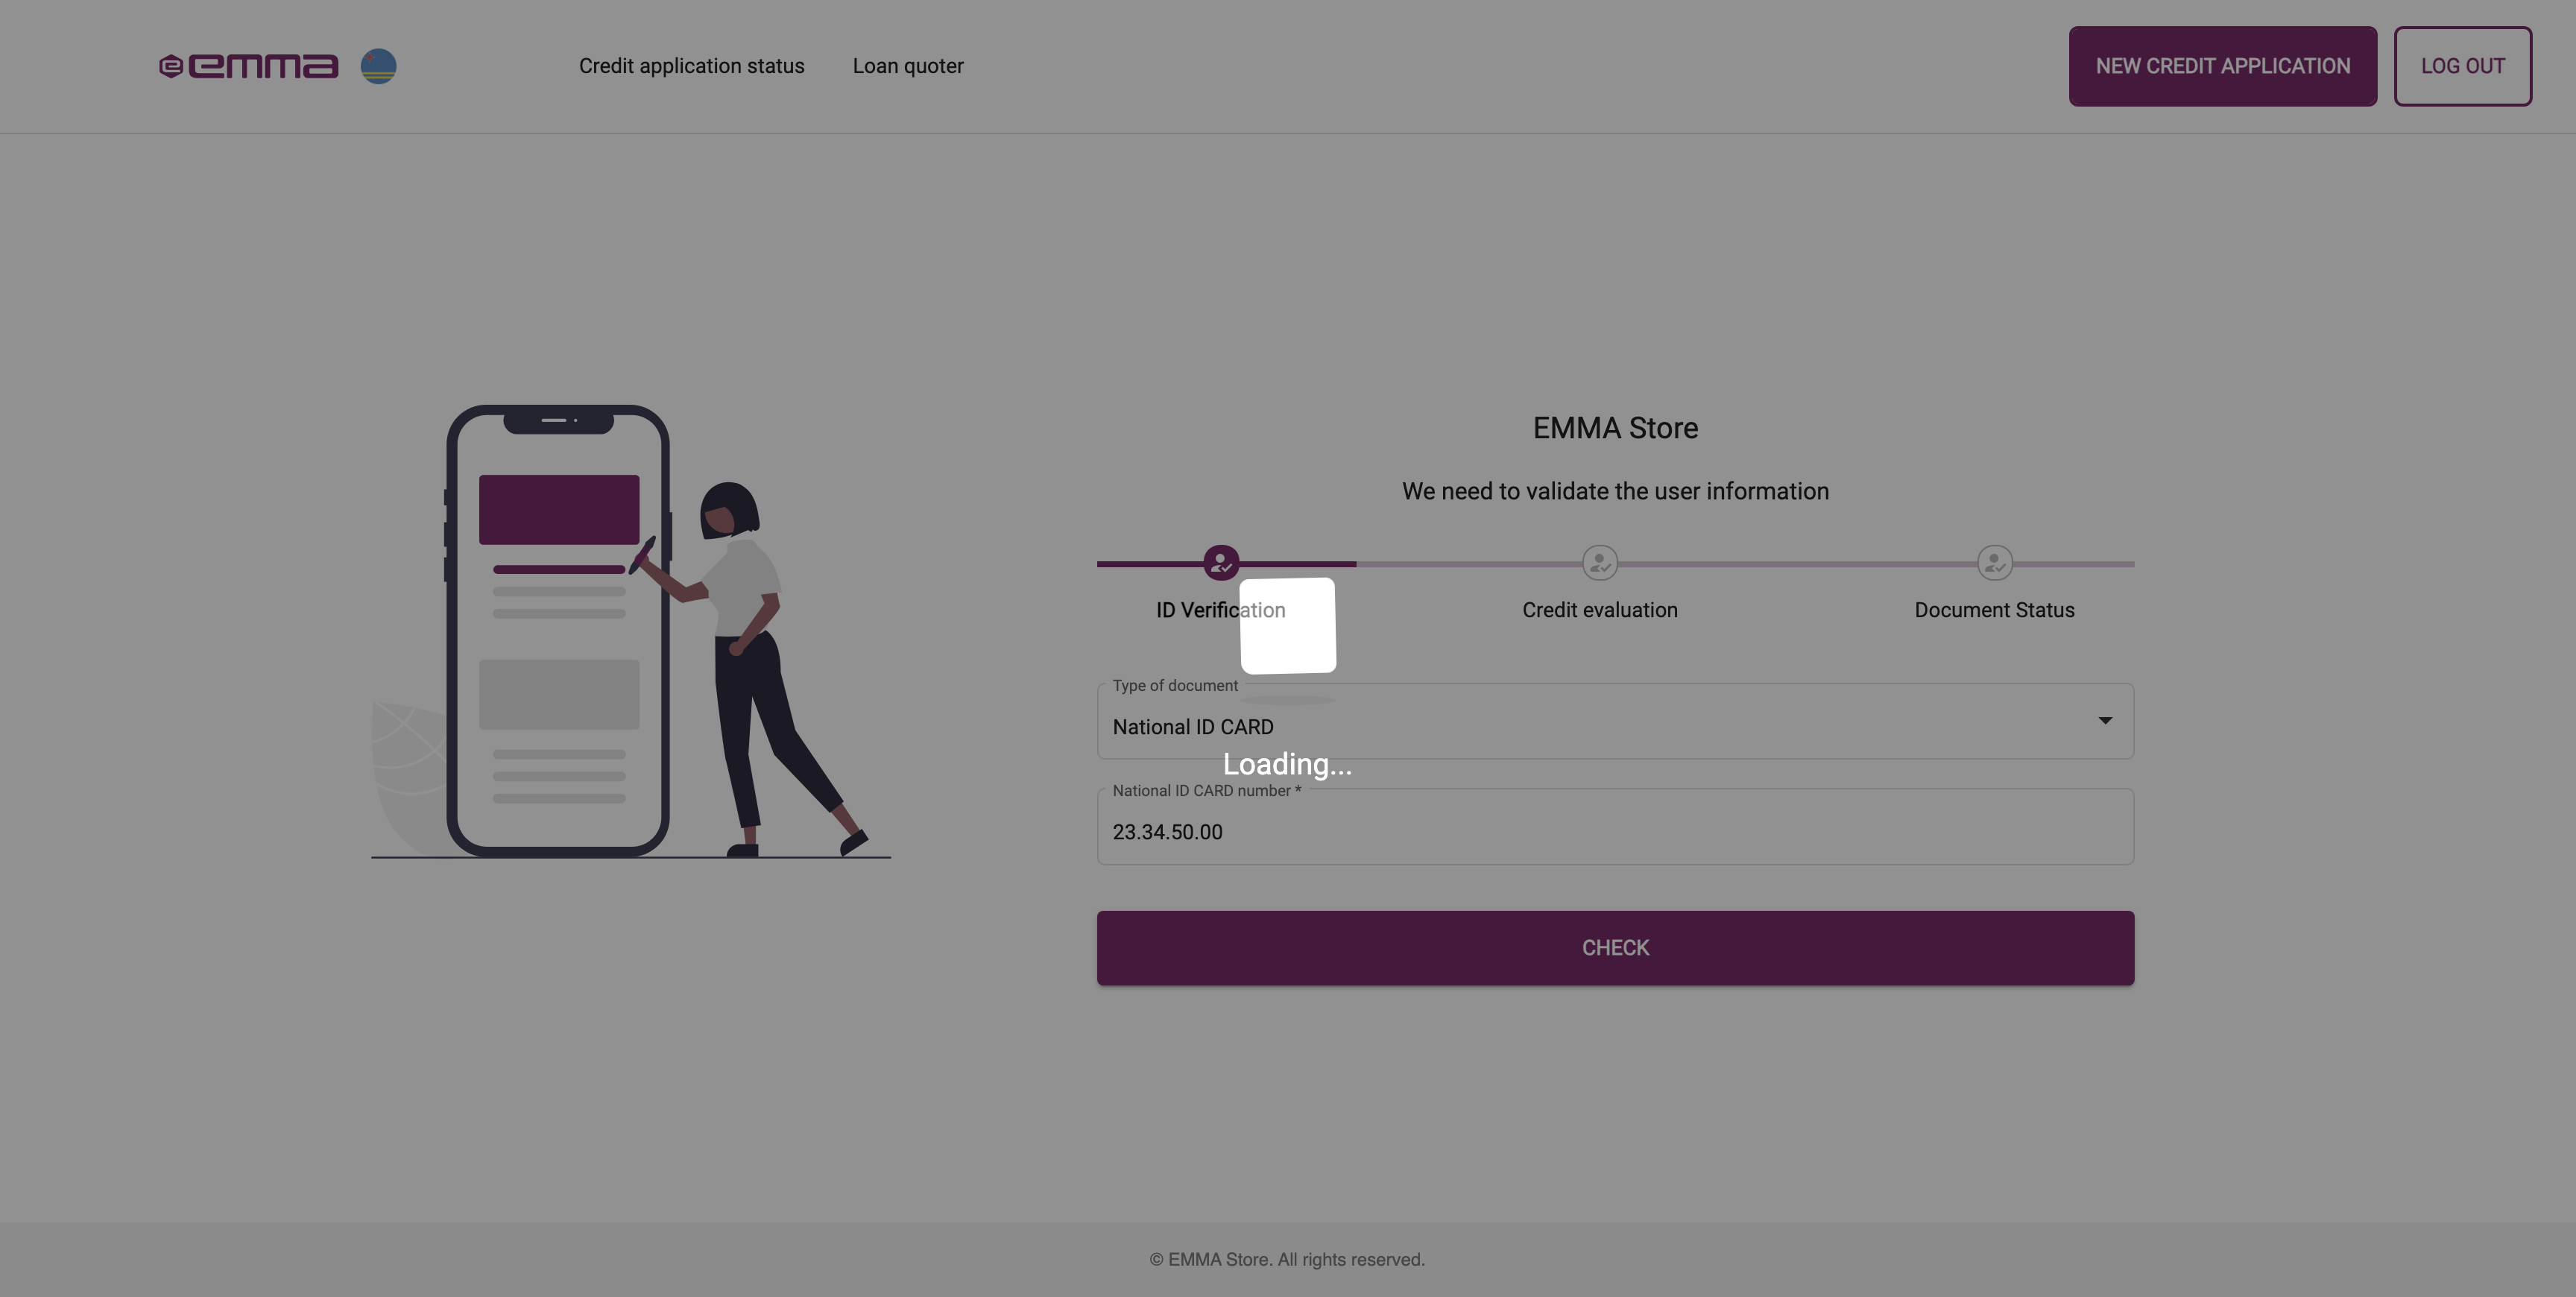 emma
Credit application status
Loan quoter
NEW CREDIT APPLICATION
LOG OUT
EMMA Store
We need to validate the user information
ID Verification
Credit evaluation
Document Status
Type of document
National ID CARD
Loading...
National ID CARD number *
23.34.50.00
CHECK
© EMMA Store. All rights reserved.